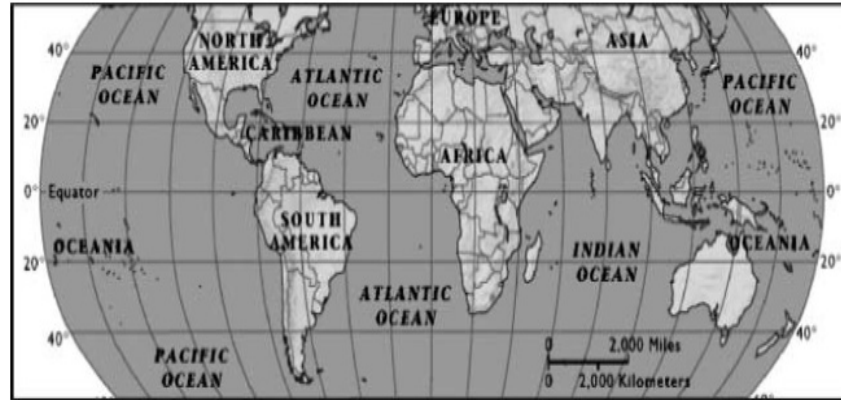 EUROPE
NORTH
AMERICA
ASIA
40°
40°
PACIFIC
OCEAN
ATLANTIC
OCEAN
PACIFIC
OCEAN
20°
CARIBBEAN
20°
AFRICA
0°
Equator
0°
SOUTH
AMERICA
OCEANIA
INDIAN
OCEAN
OCEANIA
20°
20°
ATLANTIC
OCEAN
40°
40°
0 2,000 Miles
0 2,000 Kilometers
PACIFIC
OCEAN